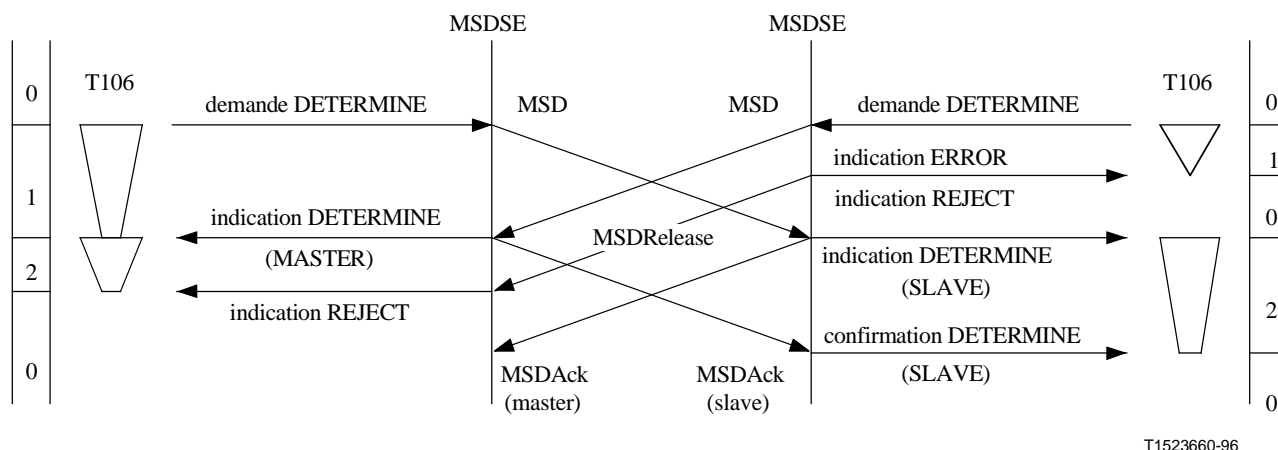 MSDSE
MSDSE
0
T106
demande DETERMINE
MSD
MSD
demande DETERMINE
T106
0
indication ERROR
1
1
indication DETERMINE
(MASTER)
MSDRelease
indication REJECT
0
indication DETERMINE
(SLAVE)
2
indication REJECT
2
confirmation DETERMINE
(SLAVE)
0
MSDAck
(master)
MSDAck
(slave)
0
T1523660-96